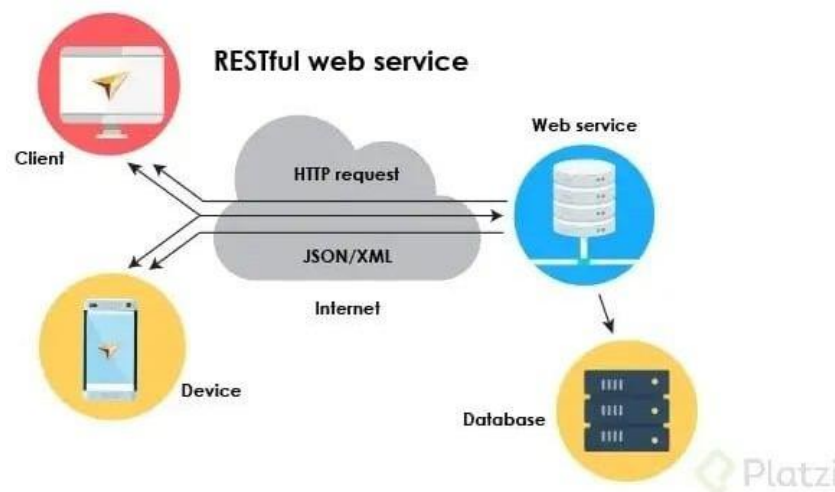 RESTful web service
Web service
Client
HTTP request
JSON/XML
Internet
Device
Database
Platzi